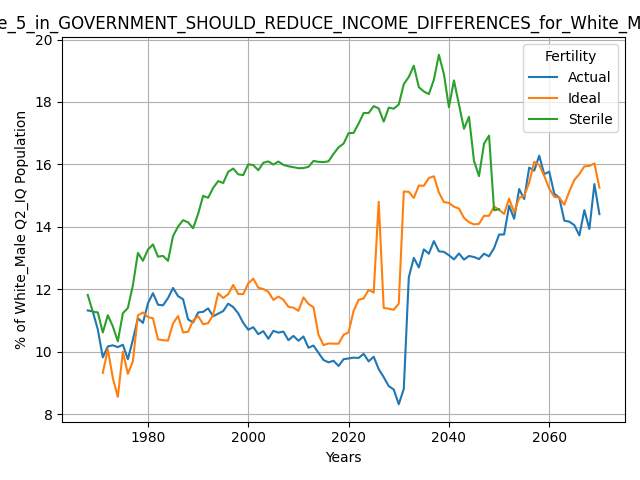 e_5_in_GOVERNMENT_SHOULD_REDUCE_INCOME_DIFFERENCES_for_White_M
Fertility
Actual
Ideal
Sterile
% of White_Male Q2_IQ Population
20
18
16
14
12
10
8
1980
2000
2020
2040
2060
Years